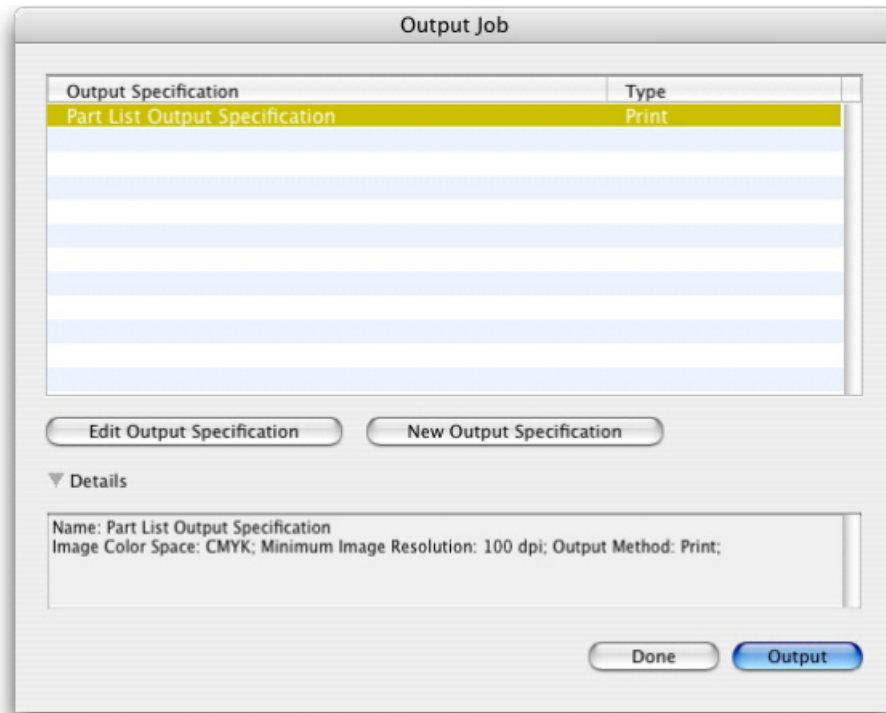 Output Job
Output Specification Type
Part List Output Specification Print
Edit Output Specification New Output Specification
Details
Name: Part List Output Specification
Image Color Space: CMYK; Minimum Image Resolution: 100 dpi; Output Method: Print;
Done Output